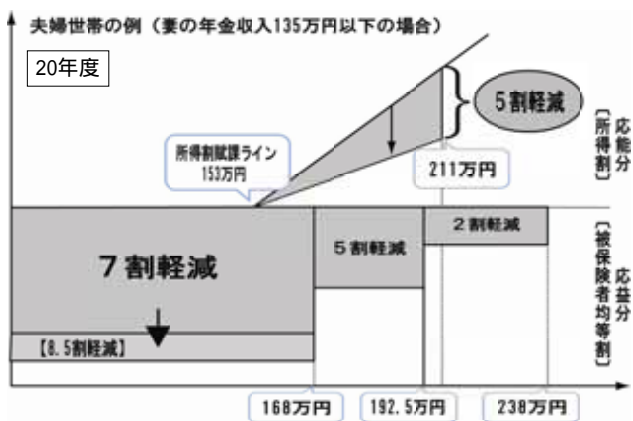 夫婦世帯の例（妻の年金収入135万円以下の場合）
20年度
5割軽減
所得割賦課ライン
153万円
211万円
応能分
〔所得割〕
7割軽減
5割軽減
2割軽減
【8.5割軽減】
応益分
〔被保険者均等割〕
168万円
192.5万円
238万円